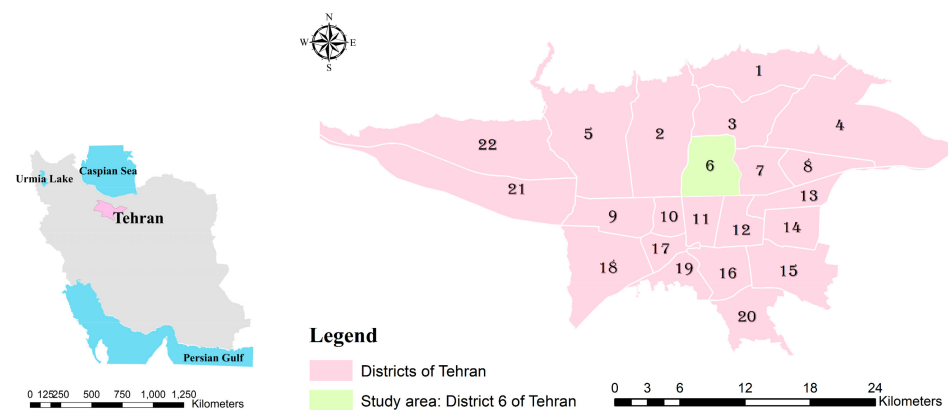 N
W E
S
1
3
4
22
5
2
6
7
8
21
13
9
10
11
12
14
17
18
19
16
15
20
Urmia Lake
Caspian Sea
Tehran
Persian Gulf
0 125250 500 750 1,000 1,250
Kilometers
Legend
Districts of Tehran
Study area: District 6 of Tehran
0 3 6 12 18 24
Kilometers